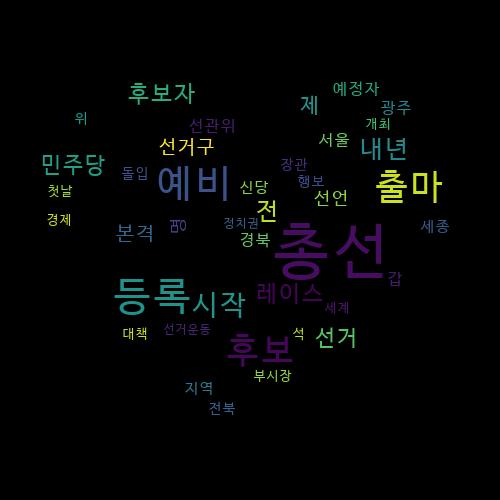 후보자
예정자
제
광주
위
개최
선관위
선거구
서울
내년
민주당
장관
돌입
예비
행보
출마
첫날
신당
선언
전
경제
정치권
명
세종
본격
경북
총선
갑
등록
레이스
시작
세계
대책
선거운동
석
선거
후보
부시장
지역
전북